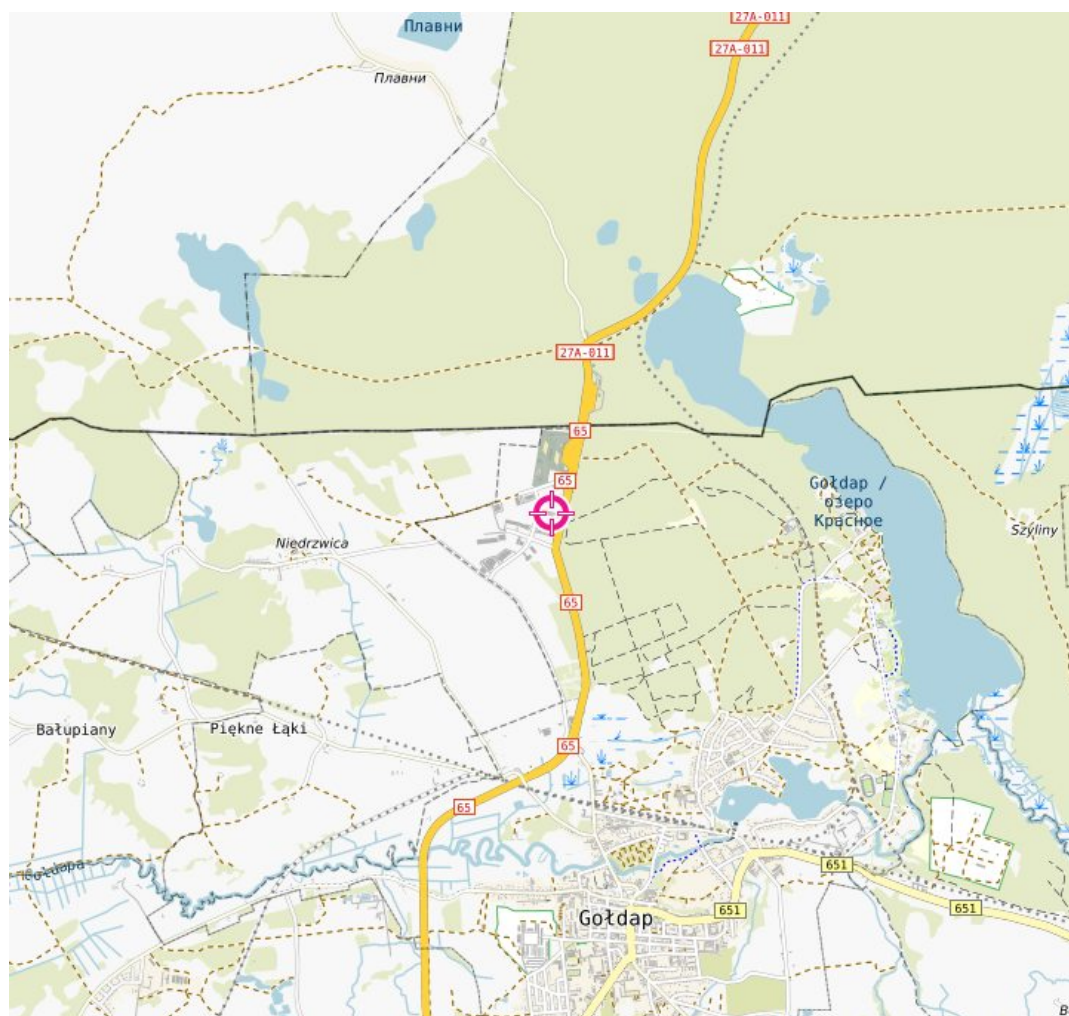 27A-011
Плавни
27A-011
Плавни
27A-011
65
65
Gołdap /
озеро
Красное
Szyliny
Niedrzwica
65
Bałupiany
Piękne Łąki
65
65
Gołdapa
651
651
651
Gołdap